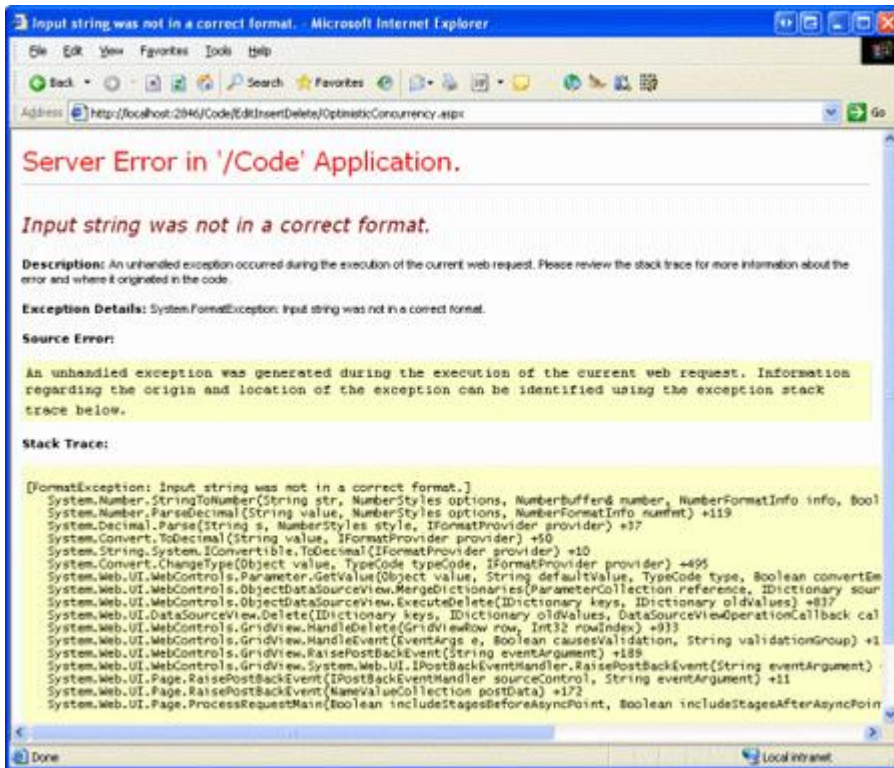 Input string was not in a correct format. - Microsoft Internet Explorer
File Edit View Favorites Tools Help
Back Search Favorites
Address http://localhost:2846/Code/EditInsertDelete/OptimisticConcurrency.aspx Go
Server Error in '/Code' Application.
Input string was not in a correct format.
Description: An unhandled exception occurred during the execution of the current web request. Please review the stack trace for more information about the
error and where it originated in the code.
Exception Details: System.FormatException: Input string was not in a correct format.
Source Error:
An unhandled exception was generated during the execution of the current web request. Information
regarding the origin and location of the exception can be identified using the exception stack
trace below.
Stack Trace:
[FormatException: Input string was not in a correct format.]
System.Number.StringToNumber(String str, NumberStyles options, NumberBuffer& number, NumberFormatInfo info, Bool
System.Number.ParseDecimal(String value, NumberStyles options, NumberFormatInfo numfmt) +119
System.Decimal.Parse(String s, NumberStyles style, IFormatProvider provider) +37
System.Convert.ToDecimal(String value, IFormatProvider provider) +50
System.String.System.IConvertible.ToDecimal(IFormatProvider provider) +10
System.Convert.ChangeType(Object value, TypeCode typeCode, IFormatProvider provider) +495
System.Web.UI.WebControls.Parameter.GetValue(Object value, String defaultValue, TypeCode type, Boolean convertEm
System.Web.UI.WebControls.ObjectDataSourceView.MergeDictionaries(ParameterCollection reference, IDictionary sour
System.Web.UI.WebControls.ObjectDataSourceView.ExecuteDelete(IDictionary keys, IDictionary oldValues) +837
System.Web.UI.DataSourceView.Delete(IDictionary keys, IDictionary oldValues, DataSourceViewOperationCallback cal
System.Web.UI.WebControls.GridView.HandleDelete(GridViewRow row, Int32 rowIndex) +933
System.Web.UI.WebControls.GridView.HandleEvent(EventArgs e, Boolean causesValidation, String validationGroup) +1
System.Web.UI.WebControls.GridView.RaisePostBackEvent(String eventArgument) +189
System.Web.UI.WebControls.GridView.System.Web.UI.IPostBackEventHandler.RaisePostBackEvent(String eventArgument)
System.Web.UI.Page.RaisePostBackEvent(IPostBackEventHandler sourceControl, String eventArgument) +11
System.Web.UI.Page.RaisePostBackEvent(NameValueCollection postData) +172
System.Web.UI.Page.ProcessRequestMain(Boolean includeStagesBeforeAsyncPoint, Boolean includeStagesAfterAsyncPoin
Done Local intranet